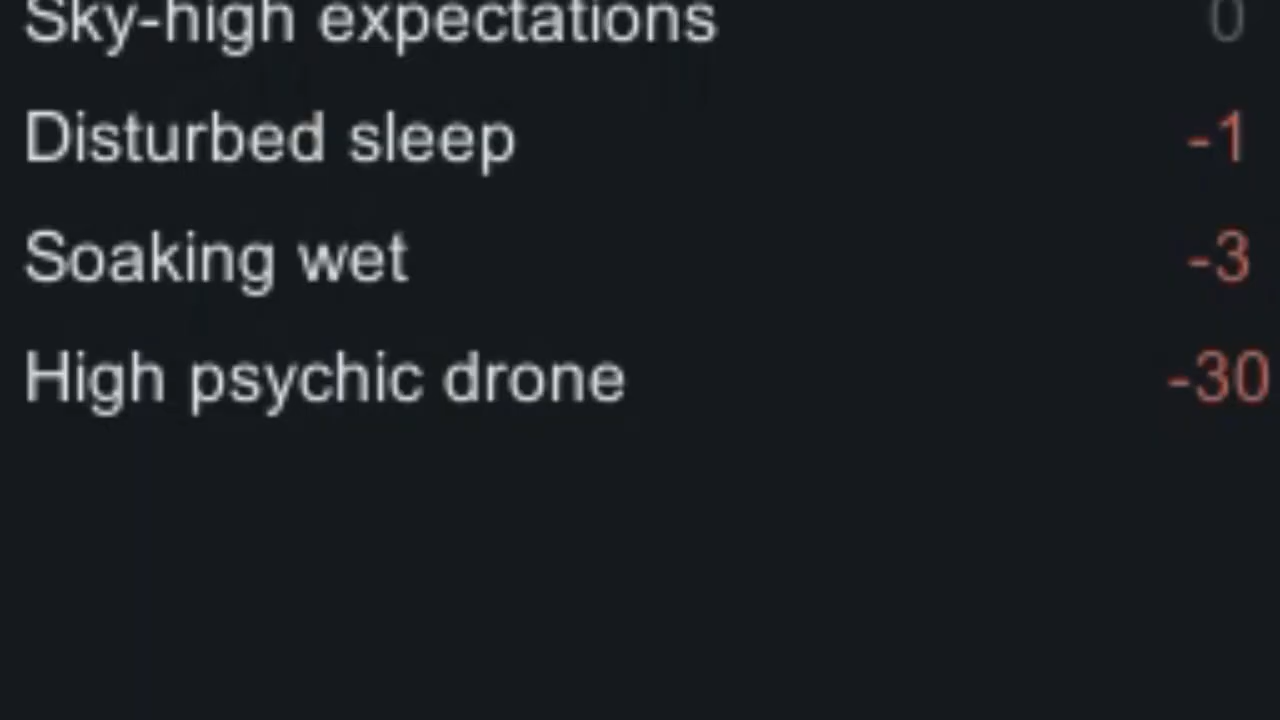 Sky-high expectations 0
Disturbed sleep -1
Soaking wet -3
High psychic drone -30